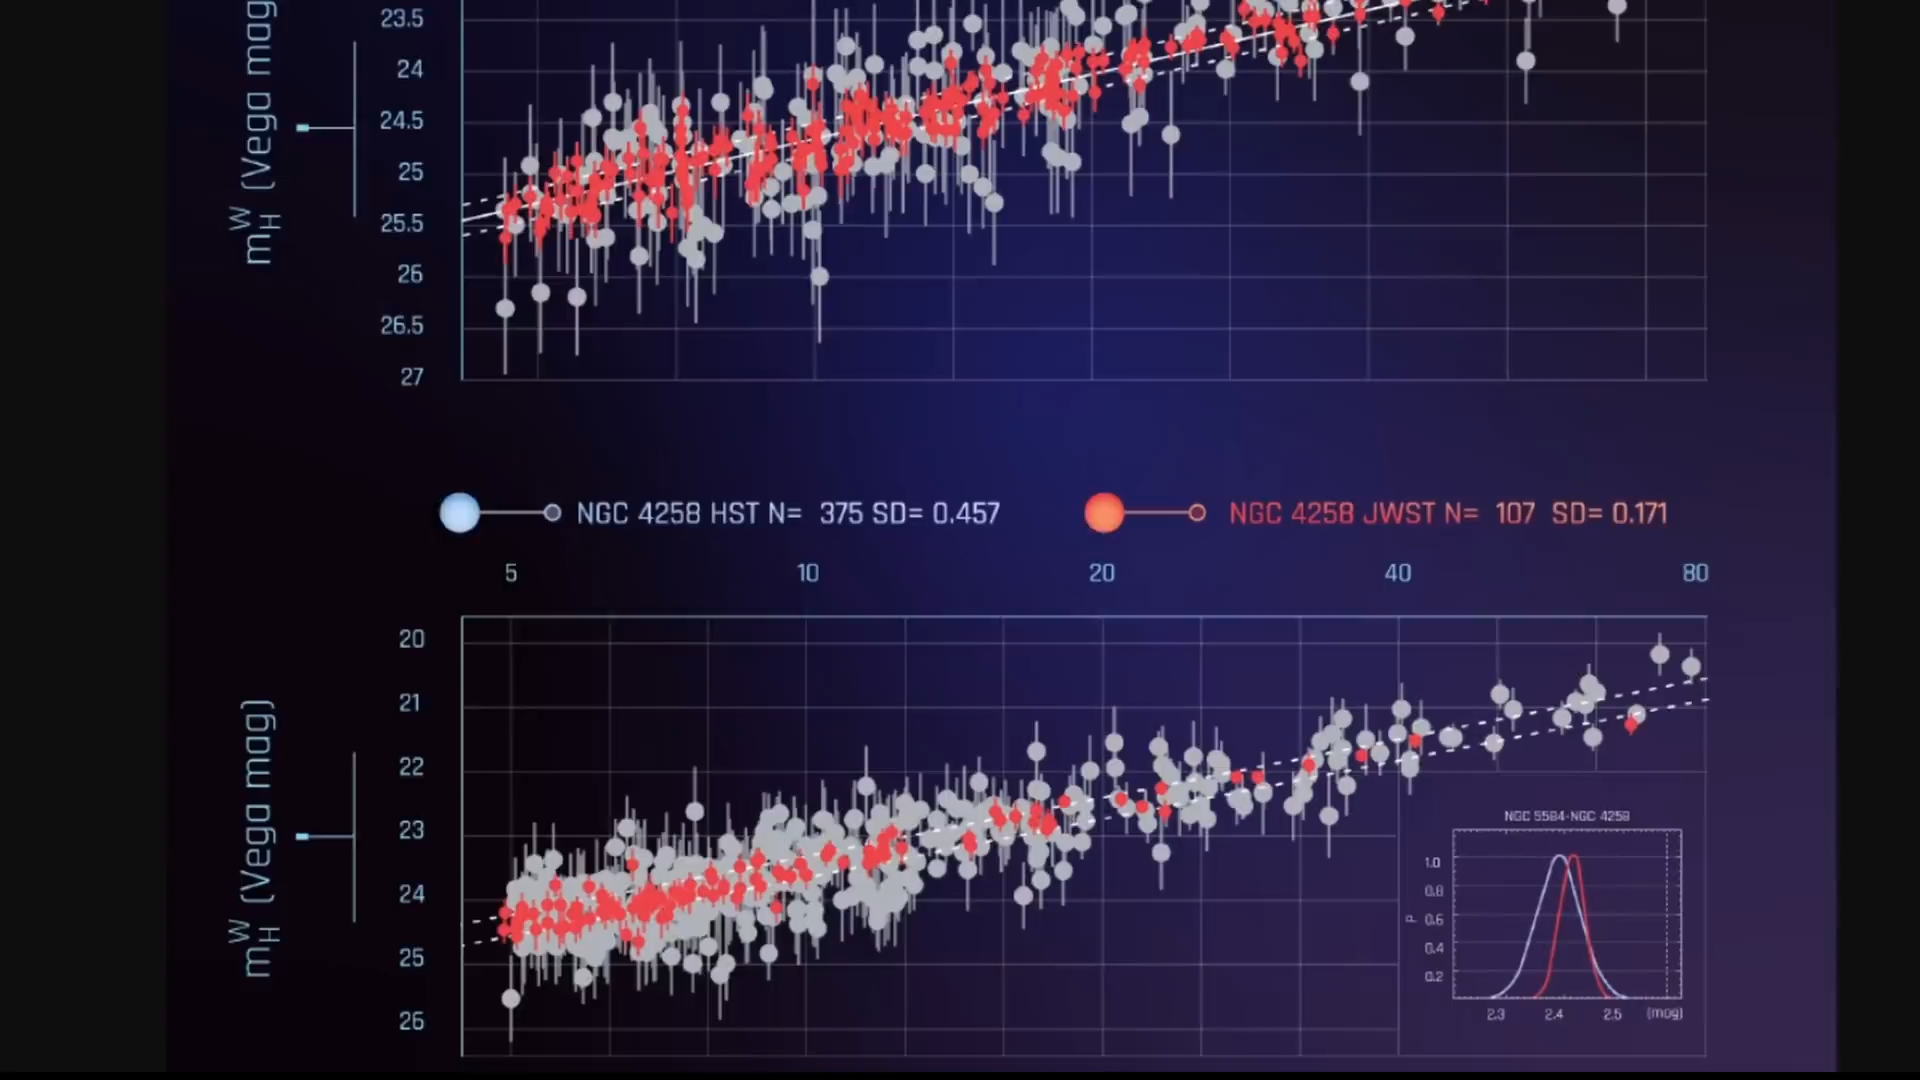 23.5
24
24.5
25
25.5
26
26.5
27
m W H (Vega mag
NGC 4258 HST N= 375 SD= 0.457
NGC 4258 JWST N= 107 SD= 0.171
5 10 20 40 80
20
21
22
23
24
25
26
m W H (Vega mag)
NGC 5584-NGC 4258
1.0
0.8
0.6
0.4
0.2
P
2.3 2.4 2.5 (mag)